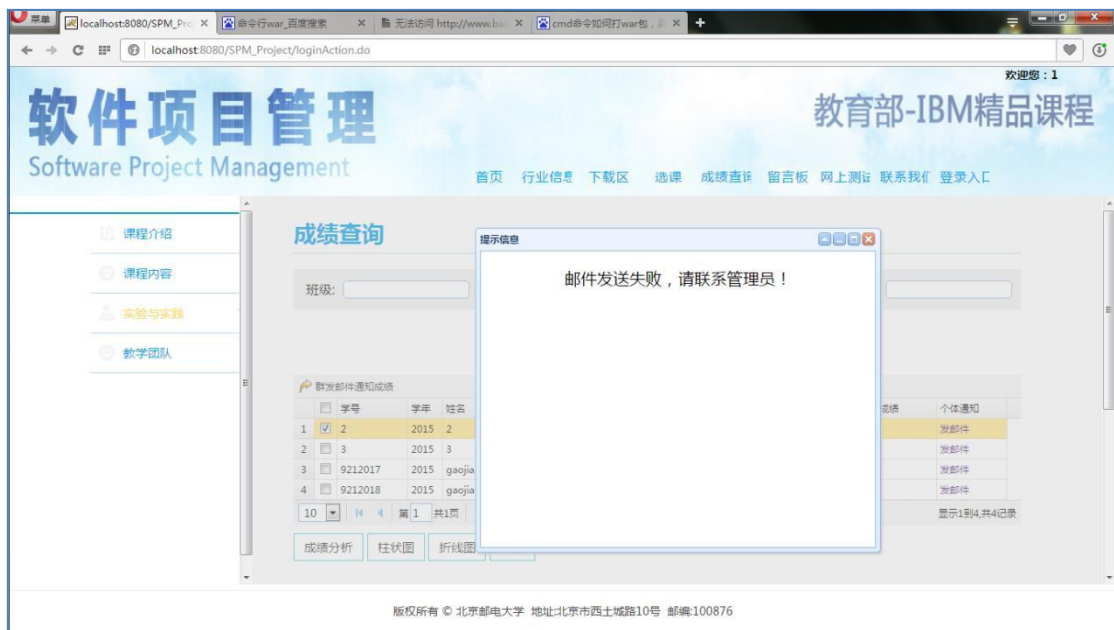 菜单 localhost:8080/SPM_Pro 命令行war_百度搜索 无法访问 http://www.ba cmd命令如何打war包
localhost:8080/SPM_Project/loginAction.do
欢迎您：1
软件项目管理
教育部-IBM精品课程
Software Project Management
首页 行业信息 下载区 选课 成绩查询 留言板 网上测试 联系我们 登录入口
课程介绍
课程内容
实验与实践
教学团队
成绩查询
班级:
提示信息
邮件发送失败，请联系管理员！
群发邮件通知成绩
学号 学年 姓名 成绩 个体通知
1 2 2015 2 发邮件
2 3 2015 3 发邮件
3 9212017 2015 gaojia 发邮件
4 9212018 2015 gaojia 发邮件
10 第 1 共1页 显示1到4,共4记录
成绩分析 柱状图 折线图
版权所有 © 北京邮电大学 地址:北京市西土城路10号 邮编:100876